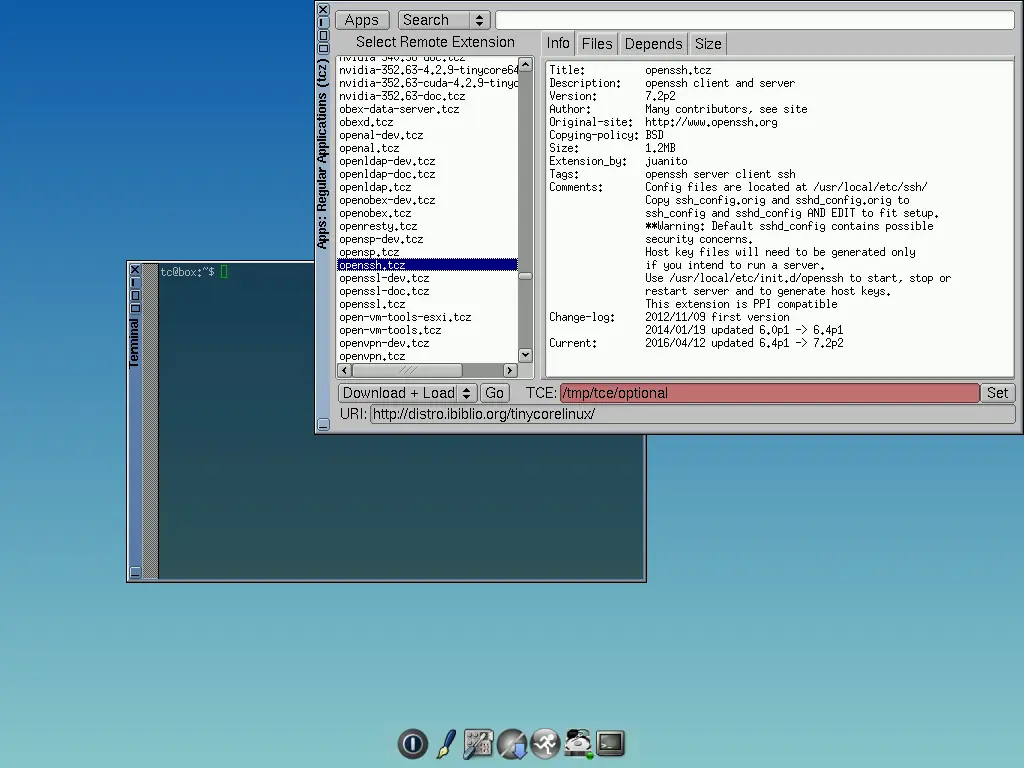 Apps
Search
Select Remote Extension
Info
Files
Depends
Size
Apps: Regular Applications (tcz)
nvidia-340.98-doc.tcz
nvidia-352.63-4.2.9-tinycore64
nvidia-352.63-cuda-4.2.9-tinyc
nvidia-352.63-doc.tcz
obex-data-server.tcz
obexd.tcz
openal-dev.tcz
openal.tcz
openldap-dev.tcz
openldap-doc.tcz
openldap.tcz
openobex-dev.tcz
openobex.tcz
openresty.tcz
opensp-dev.tcz
opensp.tcz
openssh.tcz
openssl-dev.tcz
openssl-doc.tcz
openssl.tcz
open-vm-tools-esxi.tcz
open-vm-tools.tcz
openvpn-dev.tcz
openvpn.tcz
Title: openssh.tcz
Description: openssh client and server
Version: 7.2p2
Author: Many contributors, see site
Original-site: http://www.openssh.org
Copying-policy: BSD
Size: 1.2MB
Extension_by: juanito
Tags: openssh server client ssh
Comments: Config files are located at /usr/local/etc/ssh/
Copy ssh_config.orig and sshd_config.orig to
ssh_config and sshd_config AND EDIT to fit setup.
**Warning: Default sshd_config contains possible
security concerns.
Host key files will need to be generated only
if you intend to run a server.
Use /usr/local/etc/init.d/openssh to start, stop or
restart server and to generate host keys.
This extension is PPI compatible
Change-log: 2012/11/09 first version
2014/01/19 updated 6.0p1 -> 6.4p1
Current: 2016/04/12 updated 6.4p1 -> 7.2p2
Download + Load
Go
TCE: /tmp/tce/optional
Set
URI: http://distro.ibiblio.org/tinycorelinux/
Terminal
tc@box:~$